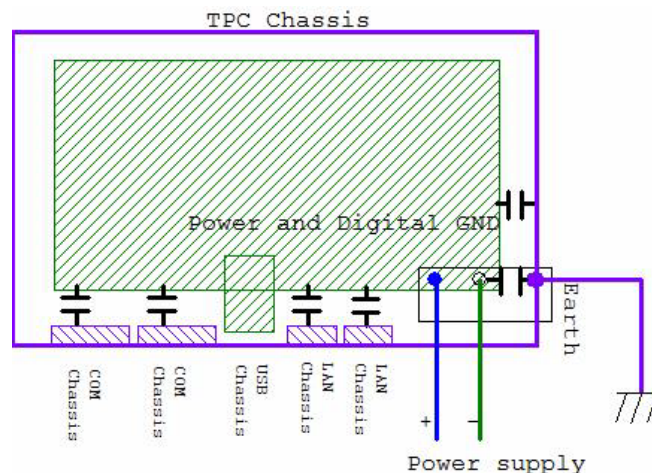 TPC Chassis
Power and Digital GND
Earth
COM
Chassis
COM
Chassis
USB
Chassis
LAN
Chassis
LAN
Chassis
+
-
Power supply